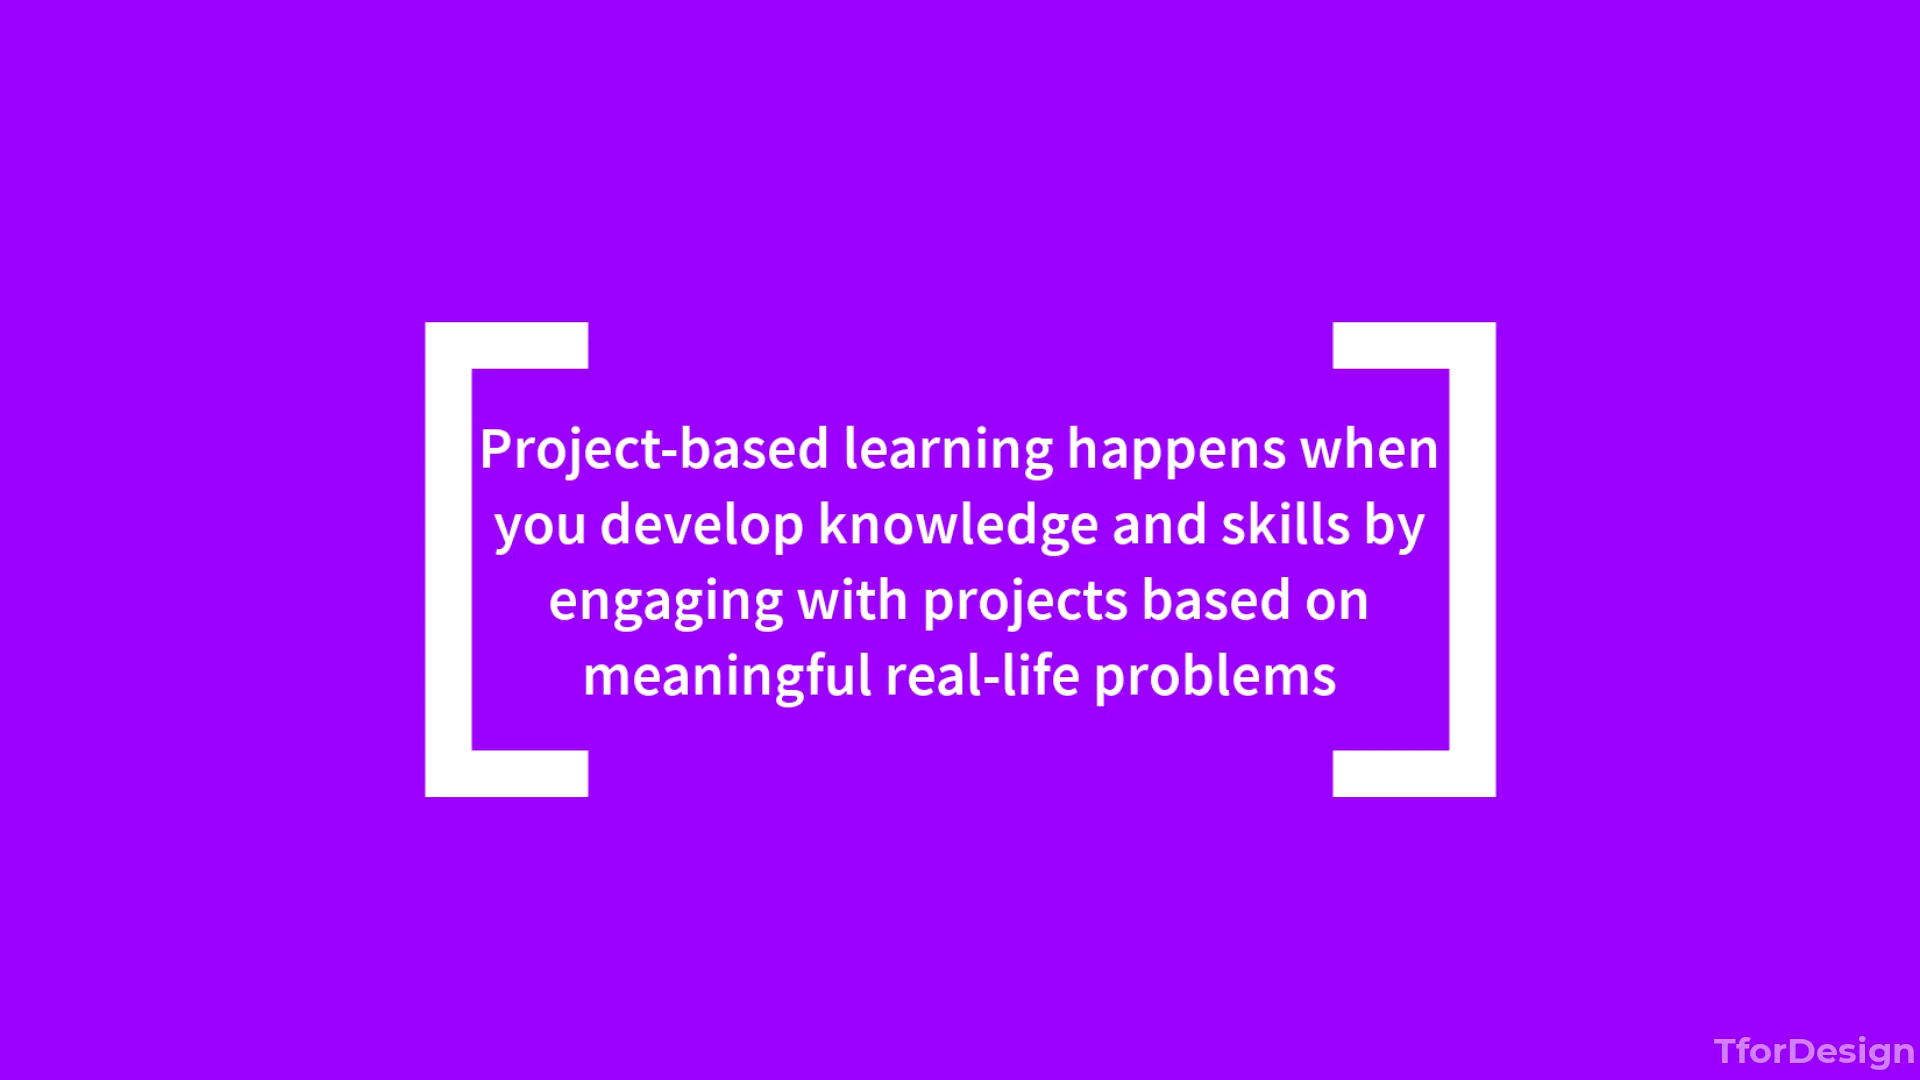 Project-based learning happens when
you develop knowledge and skills by
engaging with projects based on
meaningful real-life problems
TforDesign